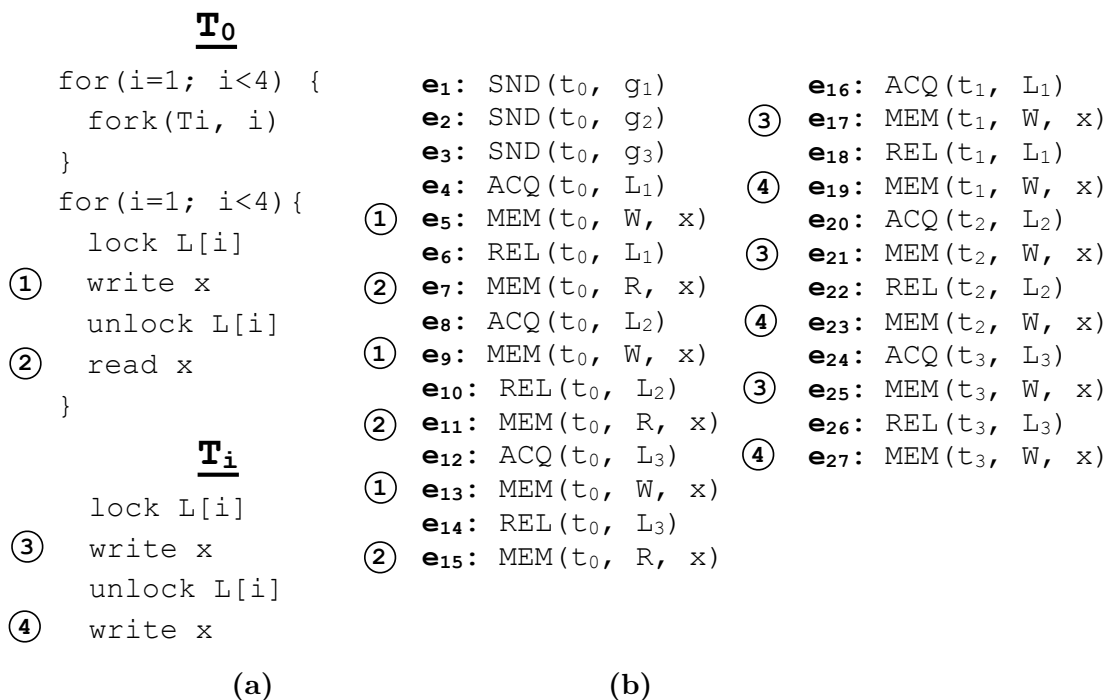 T0
for(i=1; i<4) {
fork(Ti, i)
}
for(i=1; i<4){
lock L[i]
① write x
unlock L[i]
② read x
}
Ti
lock L[i]
③ write x
unlock L[i]
④ write x
(a)
e1: SND(t0, g1)
e2: SND(t0, g2)
e3: SND(t0, g3)
e4: ACQ(t0, L1)
① e5: MEM(t0, W, x)
e6: REL(t0, L1)
② e7: MEM(t0, R, x)
e8: ACQ(t0, L2)
① e9: MEM(t0, W, x)
e10: REL(t0, L2)
② e11: MEM(t0, R, x)
e12: ACQ(t0, L3)
① e13: MEM(t0, W, x)
e14: REL(t0, L3)
② e15: MEM(t0, R, x)
e16: ACQ(t1, L1)
③ e17: MEM(t1, W, x)
e18: REL(t1, L1)
④ e19: MEM(t1, W, x)
e20: ACQ(t2, L2)
③ e21: MEM(t2, W, x)
e22: REL(t2, L2)
④ e23: MEM(t2, W, x)
e24: ACQ(t3, L3)
③ e25: MEM(t3, W, x)
e26: REL(t3, L3)
④ e27: MEM(t3, W, x)
(b)